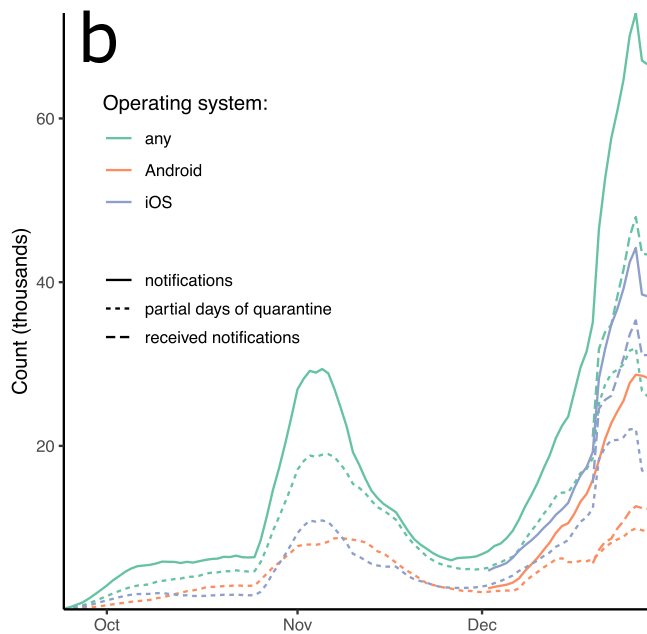 b
Operating system:
any
Android
iOS
notifications
partial days of quarantine
received notifications
Count (thousands)
60
40
20
Oct Nov Dec